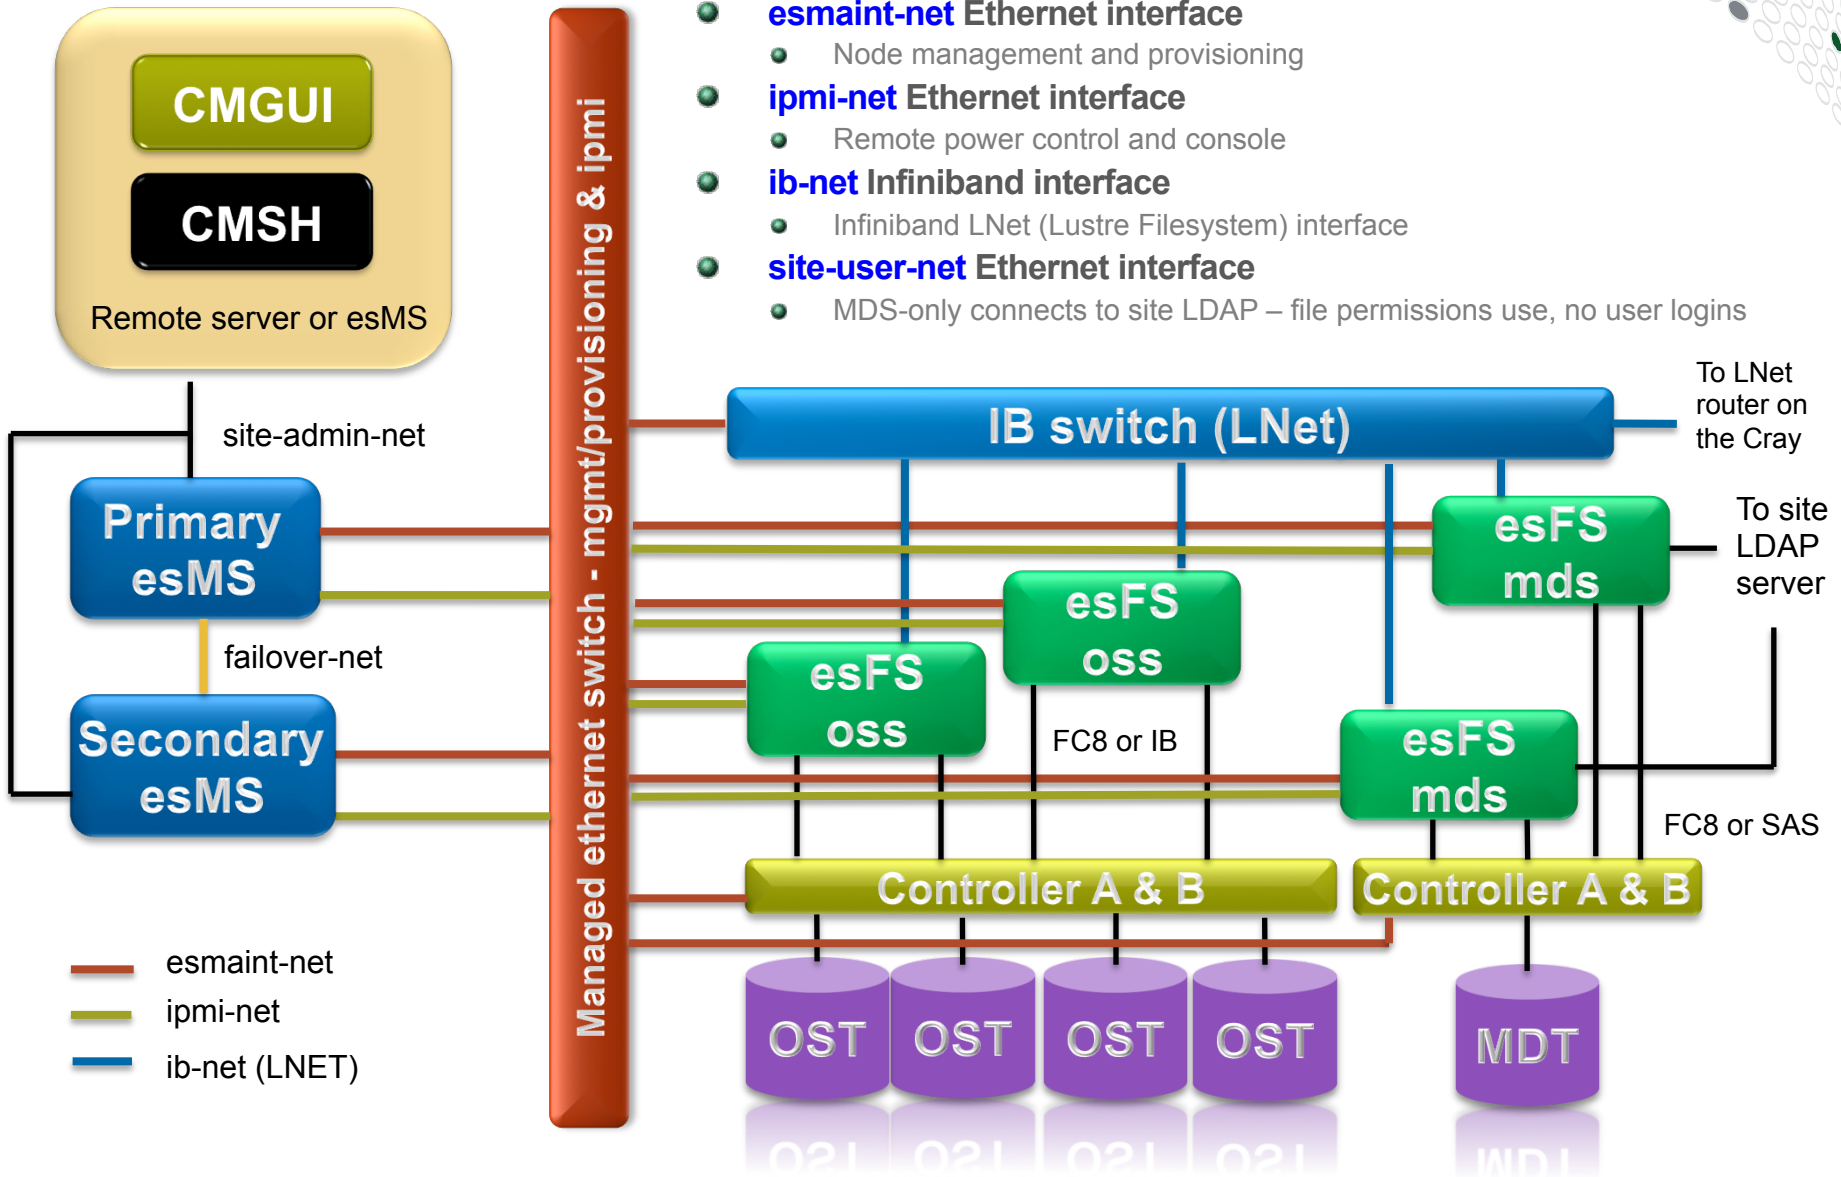 esmaint-net Ethernet interface
Node management and provisioning
ipmi-net Ethernet interface
Remote power control and console
ib-net Infiniband interface
Infiniband LNet (Lustre Filesystem) interface
site-user-net Ethernet interface
MDS-only connects to site LDAP – file permissions use, no user logins
CMGUI
CMSH
Remote server or esMS
site-admin-net
Primary
esMS
failover-net
Secondary
esMS
Managed ethernet switch - mgmt/provisioning & ipmi
IB switch (LNet)
To LNet
router on
the Cray
esFS
mds
To site
LDAP
server
esFS
oss
esFS
oss
FC8 or IB
esFS
mds
FC8 or SAS
Controller A & B
Controller A & B
OST
OST
OST
OST
MDT
esmaint-net
ipmi-net
ib-net (LNET)